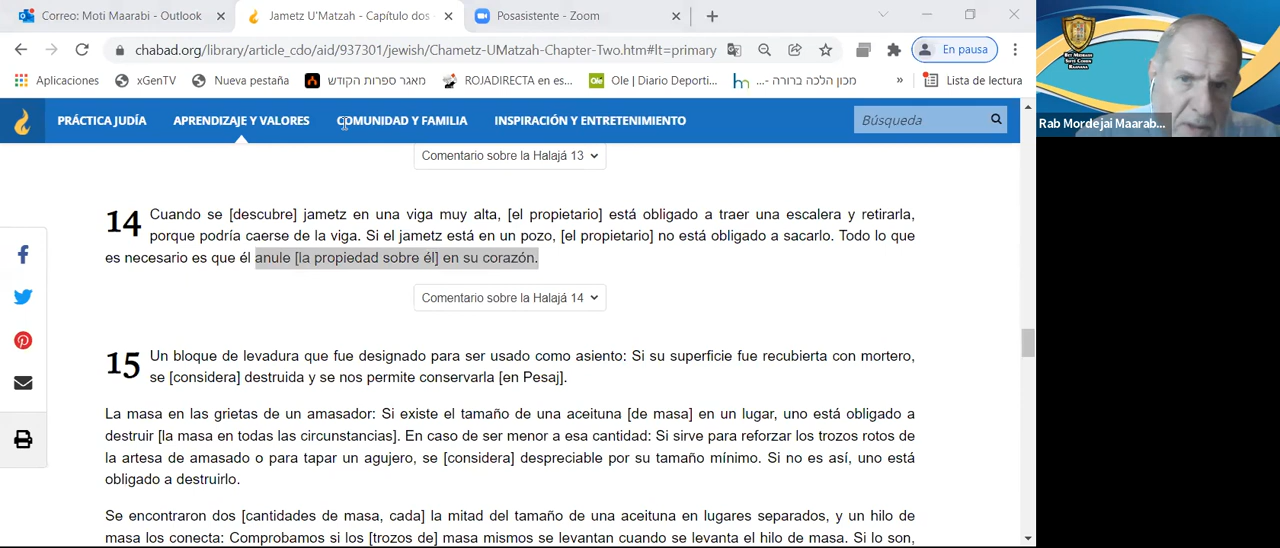 Correo: Moti Maarabi - Outlook
Jametz U'Matzah - Capítulo dos
Posasistente - Zoom
chabad.org/library/article_cdo/aid/937301/jewish/Chametz-UMatzah-Chapter-Two.htm#lt=primary
En pausa
Aplicaciones
xGenTV
Nueva pestaña
מאגר ספרות הקודש
ROJADIRECTA en es...
Ole | Diario Deporti...
מכון הלכה ברורה -...
»
Lista de lectura
PRÁCTICA JUDÍA
APRENDIZAJE Y VALORES
COMUNIDAD Y FAMILIA
INSPIRACIÓN Y ENTRETENIMIENTO
Búsqueda
Comentario sobre la Halajá 13
14 Cuando se [descubre] jametz en una viga muy alta, [el propietario] está obligado a traer una escalera y retirarla,
porque podría caerse de la viga. Si el jametz está en un pozo, [el propietario] no está obligado a sacarlo. Todo lo que
es necesario es que él anule [la propiedad sobre él] en su corazón.
Comentario sobre la Halajá 14
15 Un bloque de levadura que fue designado para ser usado como asiento: Si su superficie fue recubierta con mortero,
se [considera] destruida y se nos permite conservarla [en Pesaj].
La masa en las grietas de un amasador: Si existe el tamaño de una aceituna [de masa] en un lugar, uno está obligado a
destruir [la masa en todas las circunstancias]. En caso de ser menor a esa cantidad: Si sirve para reforzar los trozos rotos de
la artesa de amasado o para tapar un agujero, se [considera] despreciable por su tamaño mínimo. Si no es así, uno está
obligado a destruirlo.
Se encontraron dos [cantidades de masa, cada] la mitad del tamaño de una aceituna en lugares separados, y un hilo de
masa los conecta: Comprobamos si los [trozos de] masa mismos se levantan cuando se levanta el hilo de masa. Si lo son,
Rab Mordejai Maarab...